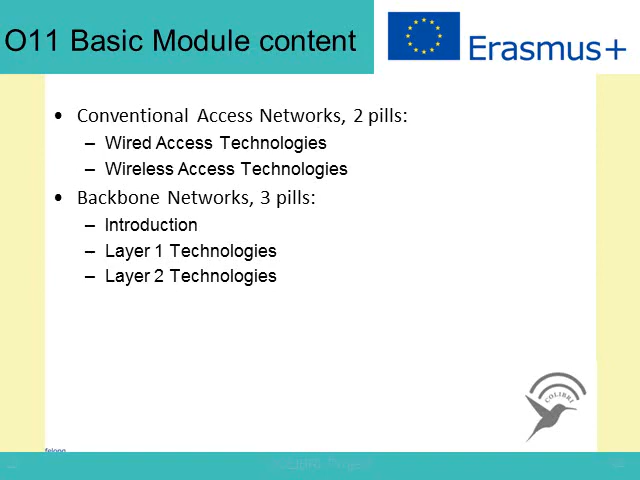 O11 Basic Module content
Erasmus+
• Conventional Access Networks, 2 pills:
– Wired Access Technologies
– Wireless Access Technologies
• Backbone Networks, 3 pills:
– Introduction
– Layer 1 Technologies
– Layer 2 Technologies
COLIBRI
felong